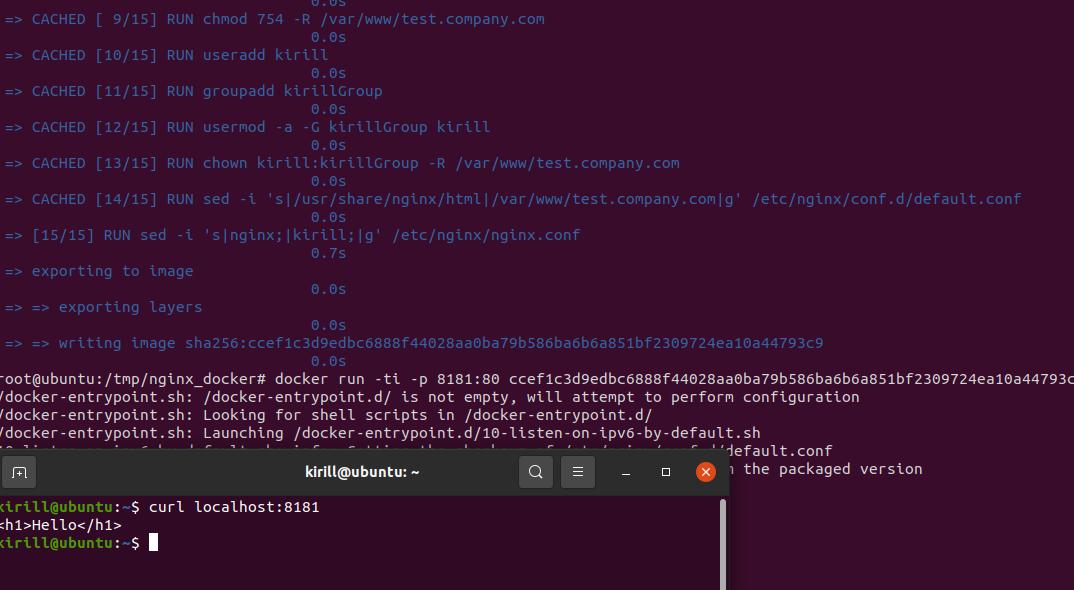 0.0s
=> CACHED [ 9/15] RUN chmod 754 -R /var/www/test.company.com
0.0s
=> CACHED [10/15] RUN useradd kirill
0.0s
=> CACHED [11/15] RUN groupadd kirillGroup
0.0s
=> CACHED [12/15] RUN usermod -a -G kirillGroup kirill
0.0s
=> CACHED [13/15] RUN chown kirill:kirillGroup -R /var/www/test.company.com
0.0s
=> CACHED [14/15] RUN sed -i 's|/usr/share/nginx/html|/var/www/test.company.com|g' /etc/nginx/conf.d/default.conf
0.0s
=> [15/15] RUN sed -i 's|nginx;|kirill;|g' /etc/nginx/nginx.conf
0.7s
=> exporting to image
0.0s
=> => exporting layers
0.0s
=> => writing image sha256:ccef1c3d9edbc6888f44028aa0ba79b586ba6b6a851bf2309724ea10a44793c9
0.0s
root@ubuntu:/tmp/nginx_docker# docker run -ti -p 8181:80 ccef1c3d9edbc6888f44028aa0ba79b586ba6b6a851bf2309724ea10a44793c
/docker-entrypoint.sh: /docker-entrypoint.d/ is not empty, will attempt to perform configuration
/docker-entrypoint.sh: Looking for shell scripts in /docker-entrypoint.d/
/docker-entrypoint.sh: Launching /docker-entrypoint.d/10-listen-on-ipv6-by-default.sh
default.conf
the packaged version
kirill@ubuntu: ~
kirill@ubuntu:~$ curl localhost:8181
<h1>Hello</h1>
kirill@ubuntu:~$